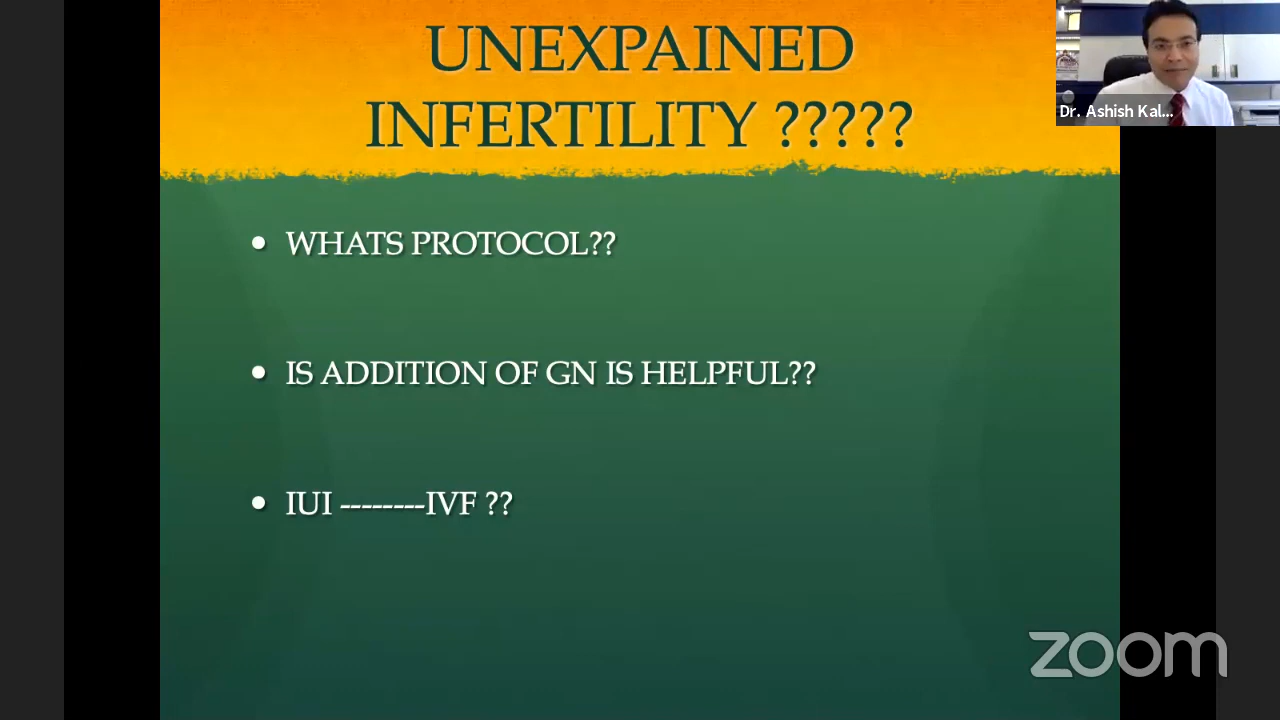 UNEXPAINED
INFERTILITY ?????
Dr. Ashish Kal...
• WHATS PROTOCOL??
• IS ADDITION OF GN IS HELPFUL??
• IUI --------IVF ??
zoom